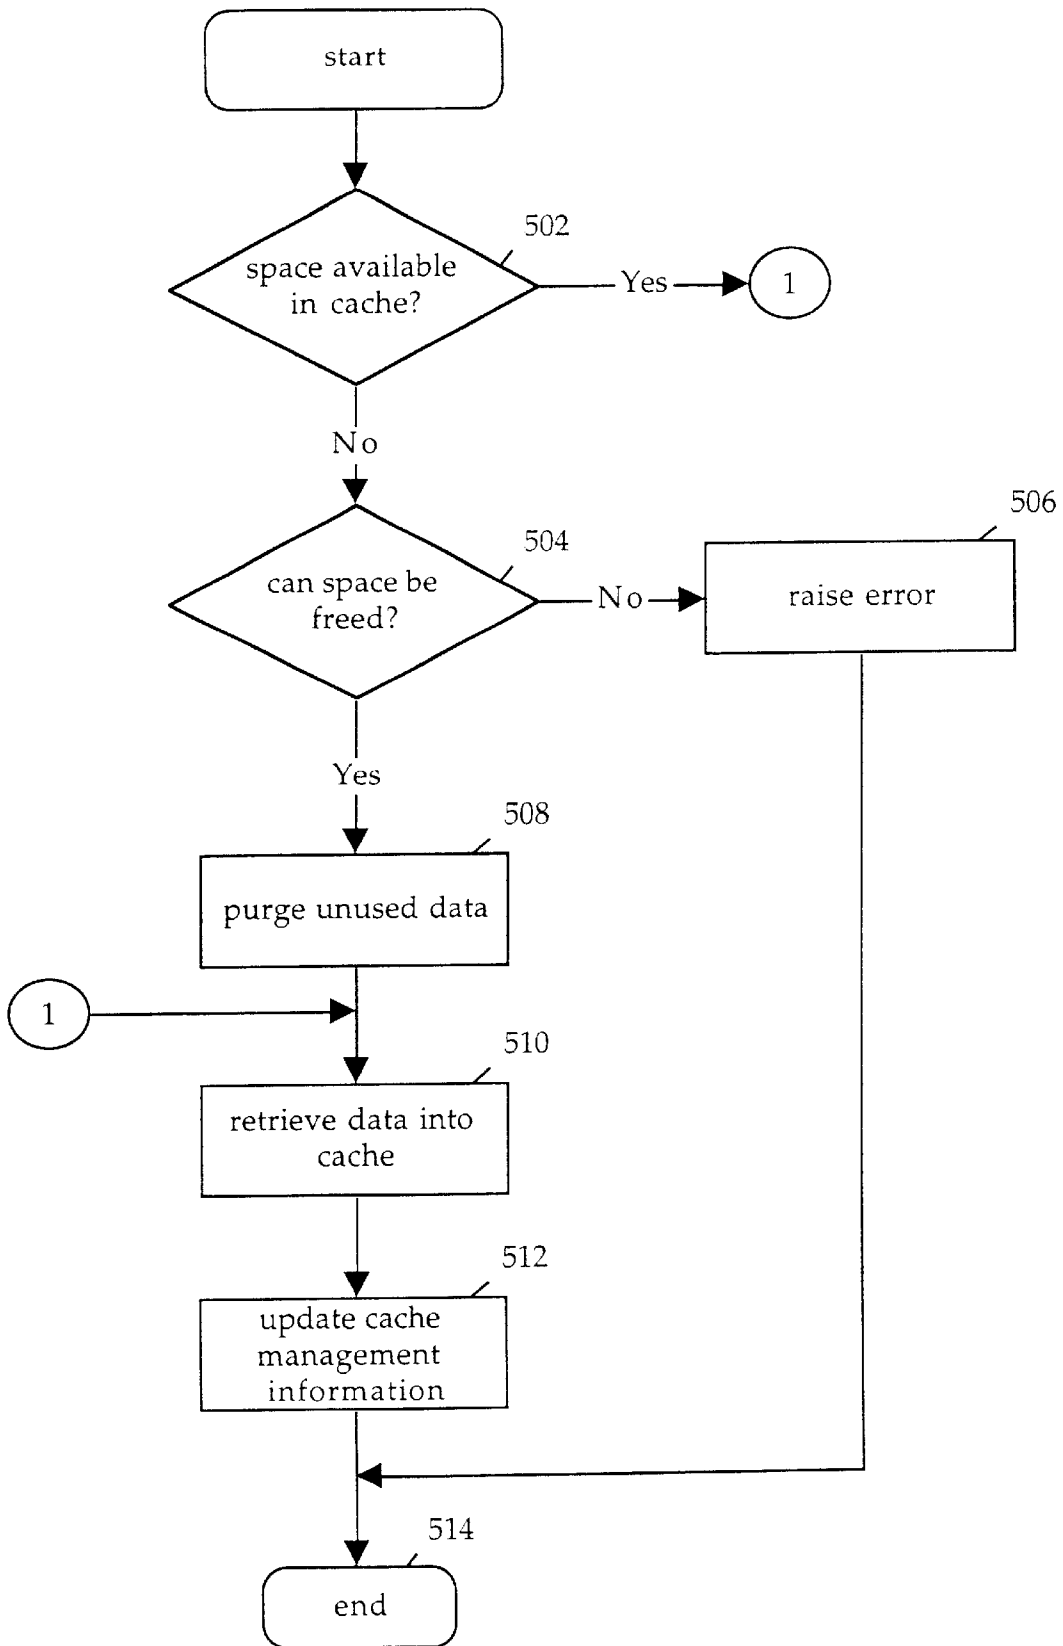 start
502
space available
in cache?
Yes
1
No
504
can space be
freed?
No
506
raise error
Yes
508
purge unused data
1
510
retrieve data into
cache
512
update cache
management
information
514
end